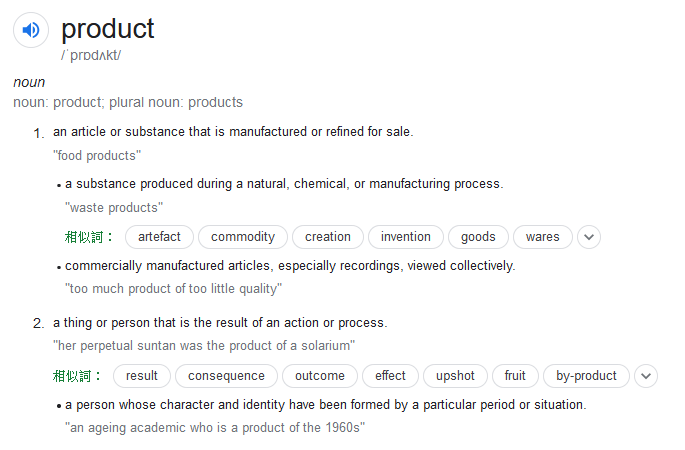 product
/ˈprɒdʌkt/
noun
noun: product; plural noun: products
1. an article or substance that is manufactured or refined for sale.
"food products"
• a substance produced during a natural, chemical, or manufacturing process.
"waste products"
相似詞： artefact commodity creation invention goods wares
• commercially manufactured articles, especially recordings, viewed collectively.
"too much product of too little quality"
2. a thing or person that is the result of an action or process.
"her perpetual suntan was the product of a solarium"
相似詞： result consequence outcome effect upshot fruit by-product
• a person whose character and identity have been formed by a particular period or situation.
"an ageing academic who is a product of the 1960s"